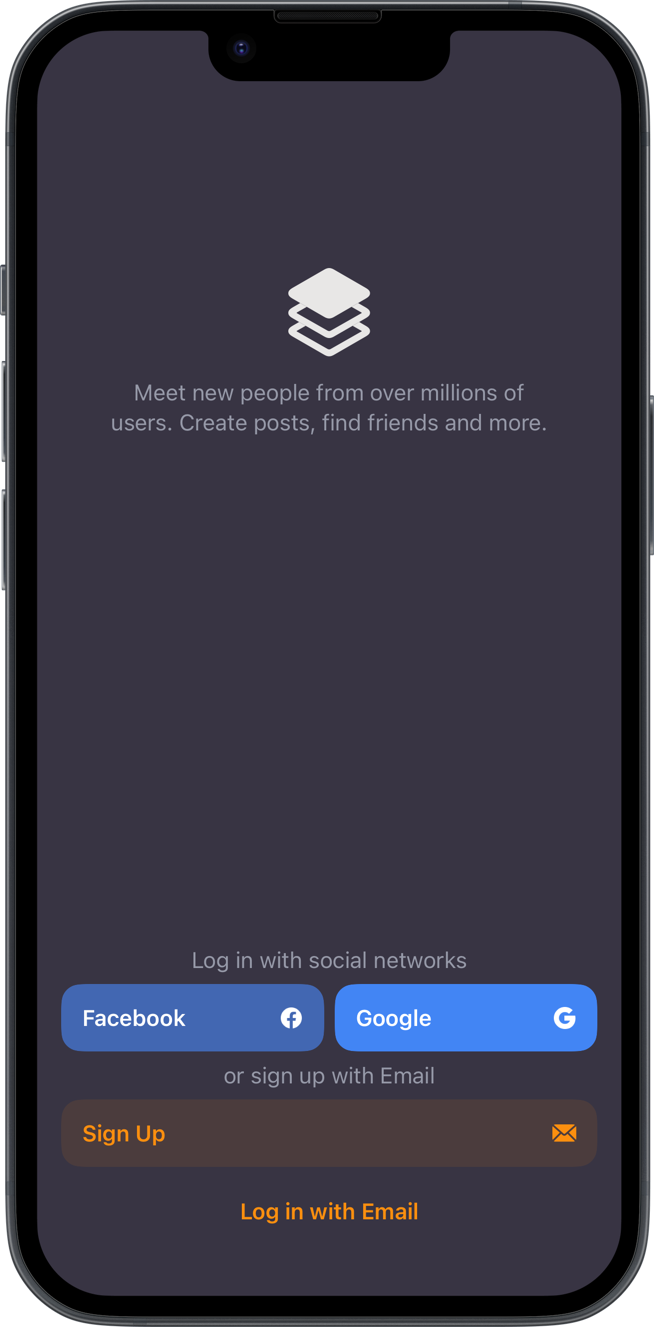 Meet new people from over millions of
users. Create posts, find friends and more.
Log in with social networks
Facebook
Google
or sign up with Email
Sign Up
Log in with Email